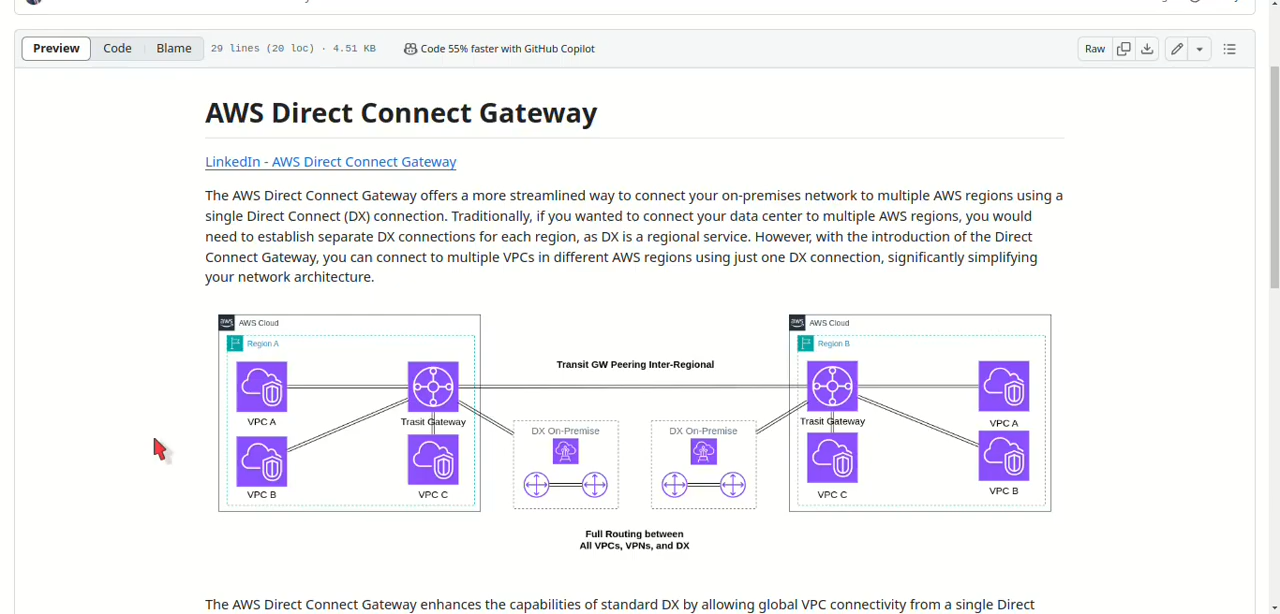 Preview Code Blame 29 lines (20 loc) · 4.51 KB Code 55% faster with GitHub Copilot Raw
AWS Direct Connect Gateway
LinkedIn - AWS Direct Connect Gateway
The AWS Direct Connect Gateway offers a more streamlined way to connect your on-premises network to multiple AWS regions using a
single Direct Connect (DX) connection. Traditionally, if you wanted to connect your data center to multiple AWS regions, you would
need to establish separate DX connections for each region, as DX is a regional service. However, with the introduction of the Direct
Connect Gateway, you can connect to multiple VPCs in different AWS regions using just one DX connection, significantly simplifying
your network architecture.
aws AWS Cloud
Region A
VPC A
Trasit Gateway
VPC B
VPC C
Transit GW Peering Inter-Regional
DX On-Premise
DX On-Premise
Full Routing between
All VPCs, VPNs, and DX
aws AWS Cloud
Region B
Trasit Gateway
VPC A
VPC C
VPC B
The AWS Direct Connect Gateway enhances the capabilities of standard DX by allowing global VPC connectivity from a single Direct